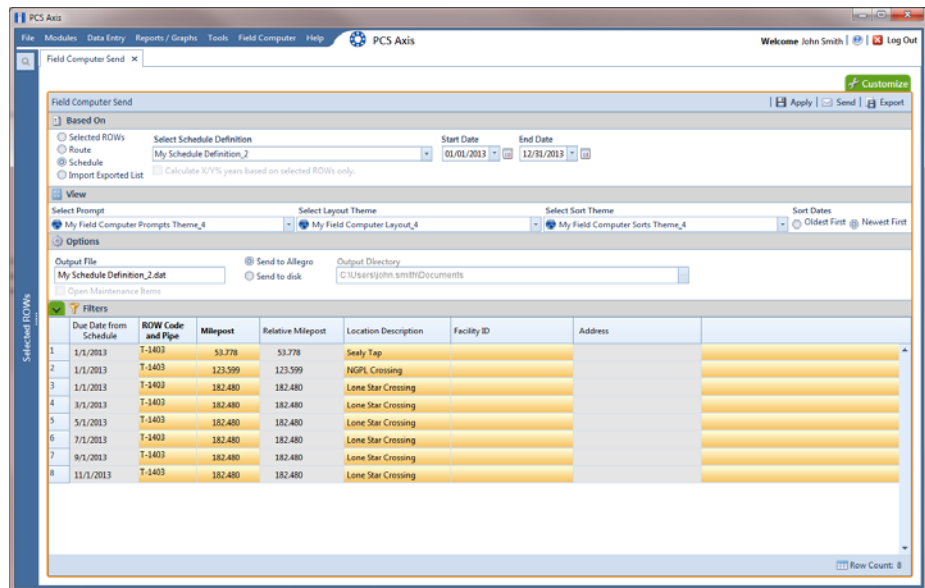 PCS Axis
File Modules Data Entry Reports / Graphs Tools Field Computer Help PCS Axis Welcome John Smith | | Log Out
Field Computer Send ×
Customize
Field Computer Send | Apply | Send | Export
Based On
Selected ROWs
Route
Schedule
Import Exported List
Select Schedule Definition
My Schedule Definition_2
Calculate X/Y% years based on selected ROWs only.
Start Date
01/01/2013
End Date
12/31/2013
View
Select Prompt
My Field Computer Prompts Theme_4
Select Layout Theme
My Field Computer Layout_4
Select Sort Theme
My Field Computer Sorts Theme_4
Sort Dates
Oldest First Newest First
Options
Output File
My Schedule Definition_2.dat
Open Maintenance Items
Send to Allegro
Send to disk
Output Directory
C:\Users\john.smith\Documents
Selected ROWs
Filters
Due Date from Schedule ROW Code and Pipe Milepost Relative Milepost Location Description Facility ID Address
1 1/1/2013 T-1403 53.778 53.778 Sealy Tap
2 1/1/2013 T-1403 123.599 123.599 NGPL Crossing
3 1/1/2013 T-1403 182.480 182.480 Lone Star Crossing
4 3/1/2013 T-1403 182.480 182.480 Lone Star Crossing
5 5/1/2013 T-1403 182.480 182.480 Lone Star Crossing
6 7/1/2013 T-1403 182.480 182.480 Lone Star Crossing
7 9/1/2013 T-1403 182.480 182.480 Lone Star Crossing
8 11/1/2013 T-1403 182.480 182.480 Lone Star Crossing
Row Count: 8